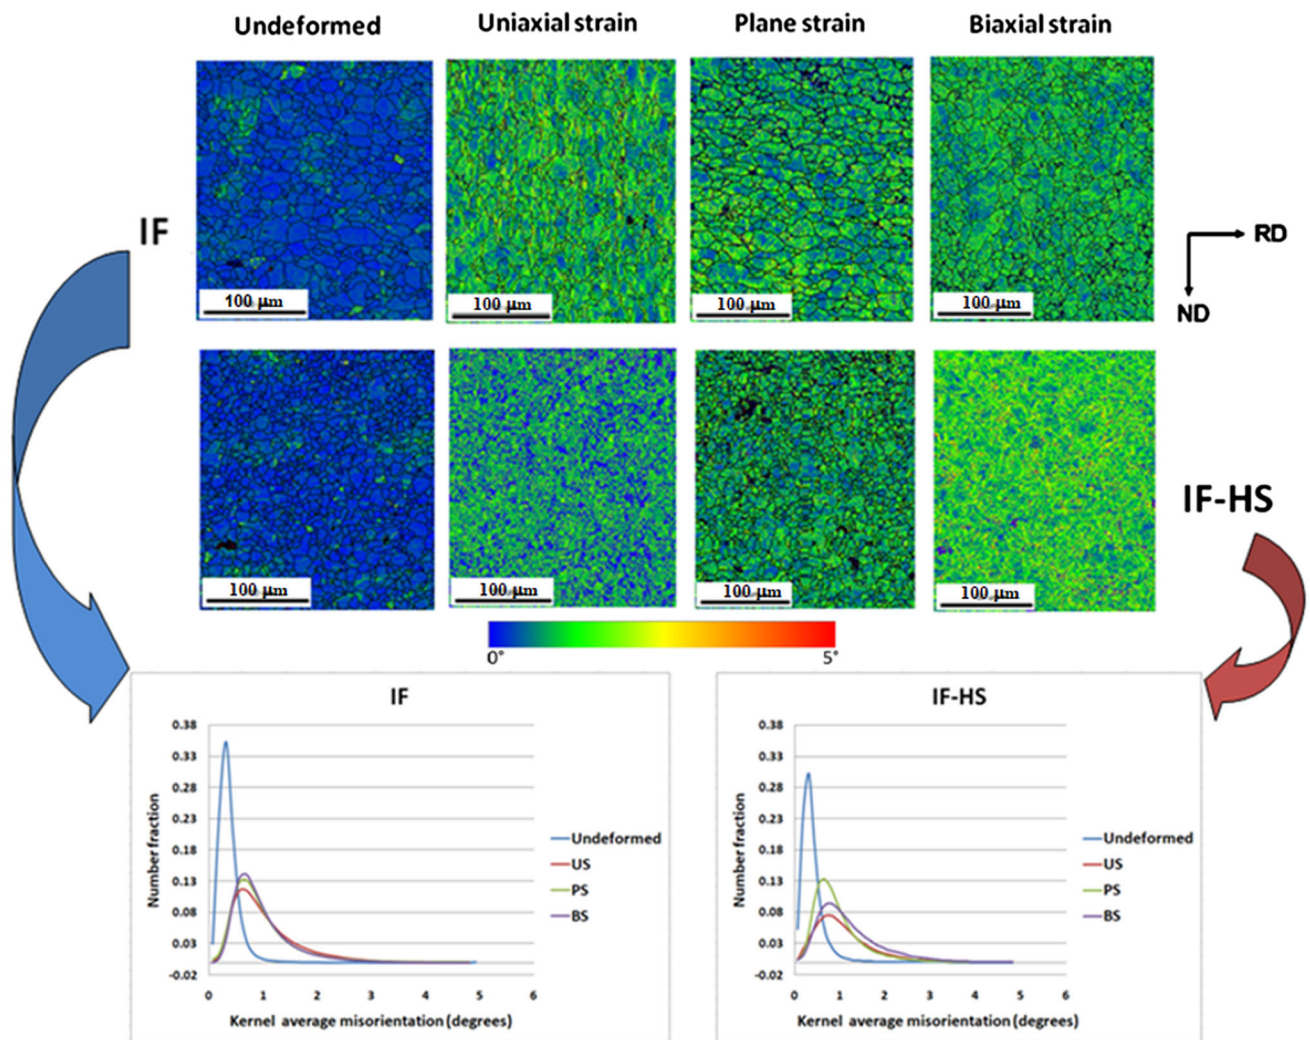 Undeformed
Uniaxial strain
Plane strain
Biaxial strain
IF
RD
ND
100 µm
100 µm
100 µm
100 µm
IF-HS
100 µm
100 µm
100 µm
100 µm
0°
5°
IF
0.38
0.33
0.28
0.23
0.18
0.13
0.08
0.03
-0.02
Number fraction
0 1 2 3 4 5 6
Kernel average misorientation (degrees)
Undeformed
US
PS
BS
IF-HS
0.38
0.33
0.28
0.23
0.18
0.13
0.08
0.03
-0.02
Number fraction
0 1 2 3 4 5 6
Kernel average misorientation (degrees)
Undeformed
US
PS
BS